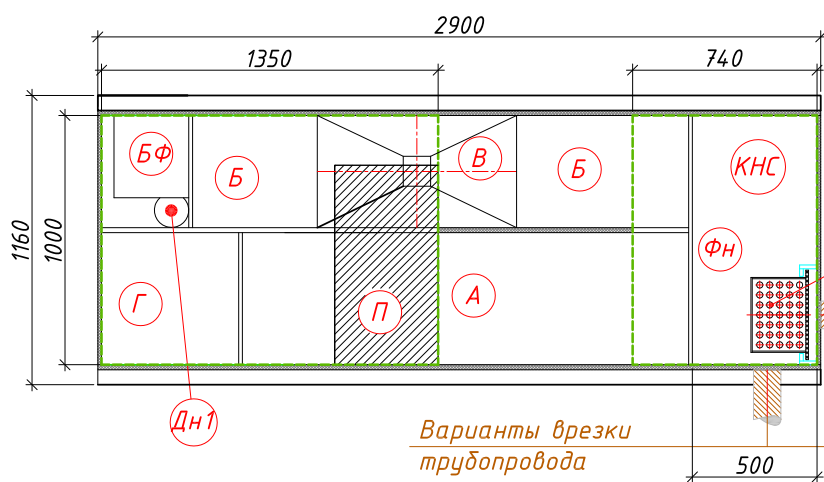 2900
1350
740
1160
1000
БФ
Б
В
Б
КНС
Фн
Г
П
А
Дн1
Варианты врезки
трубопровода
500